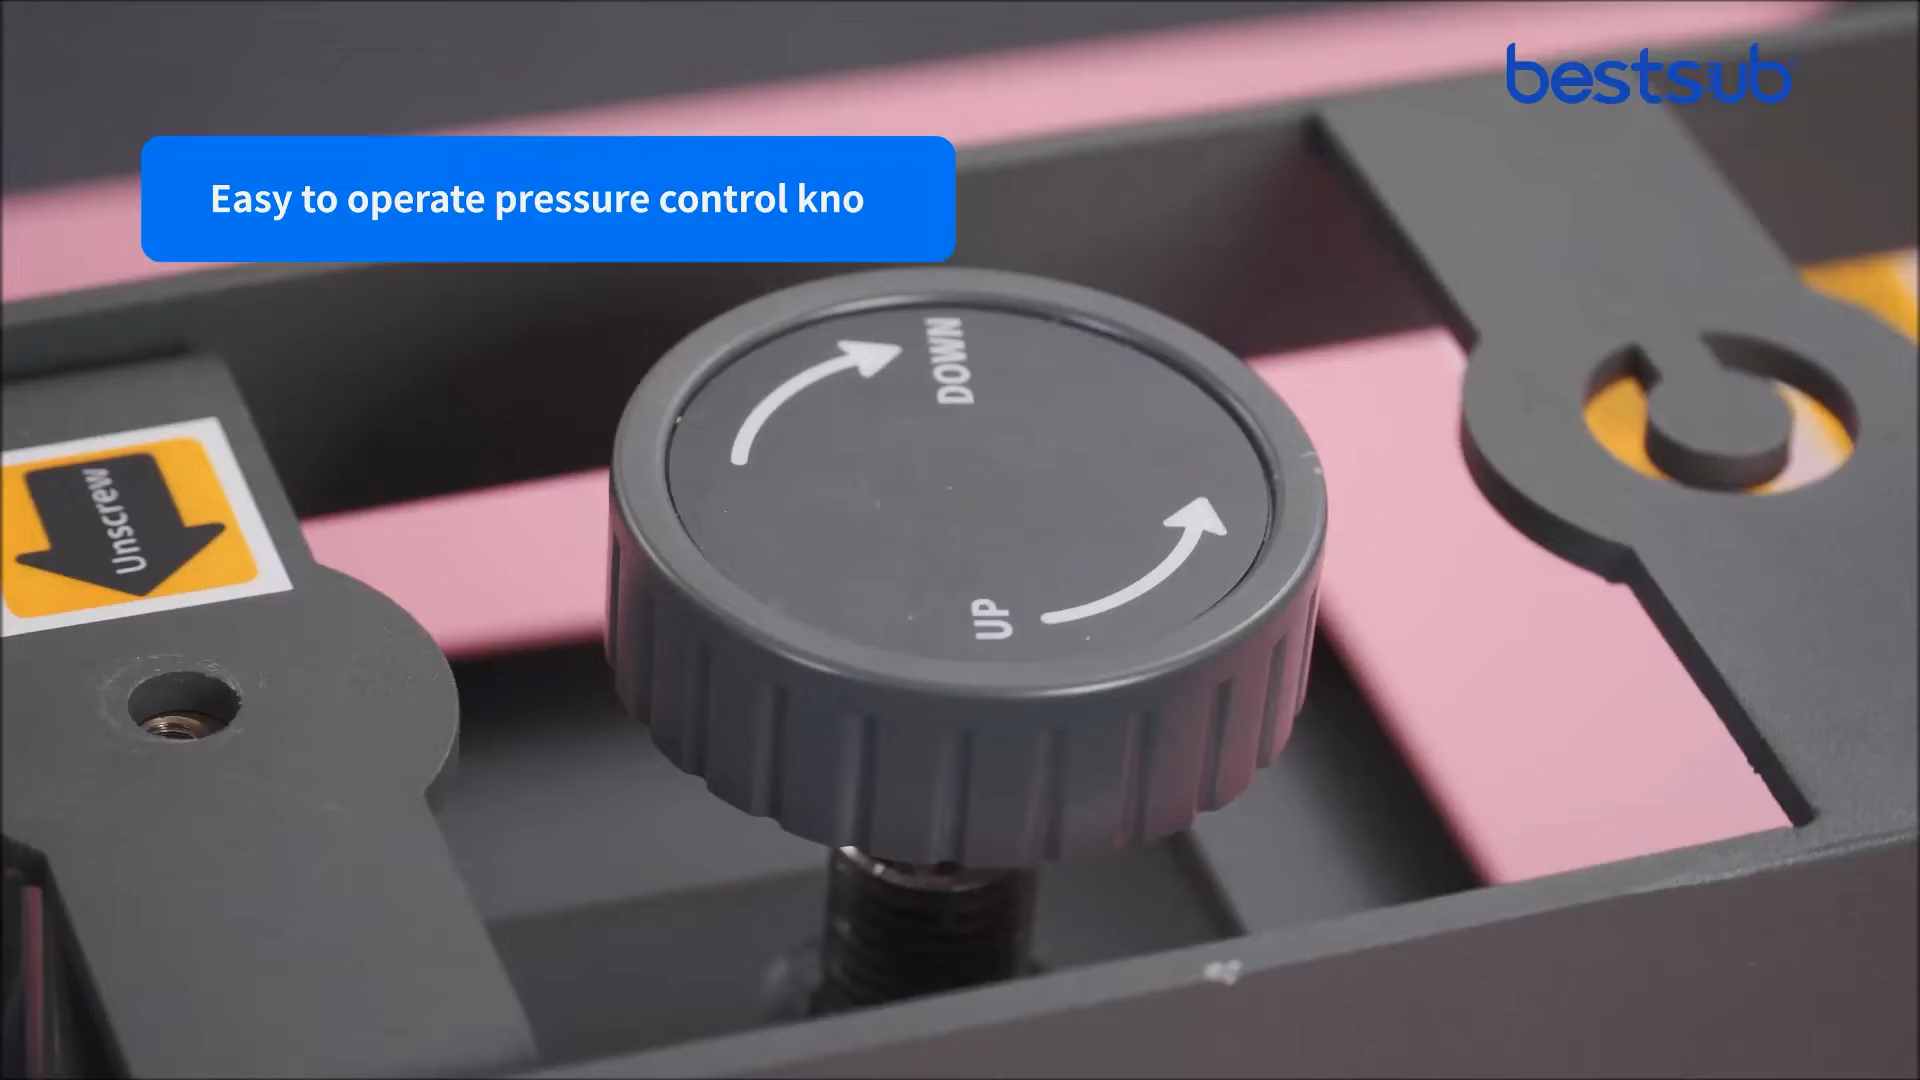 bestsub
Easy to operate pressure control kno
DOWN
Unscrew
UP